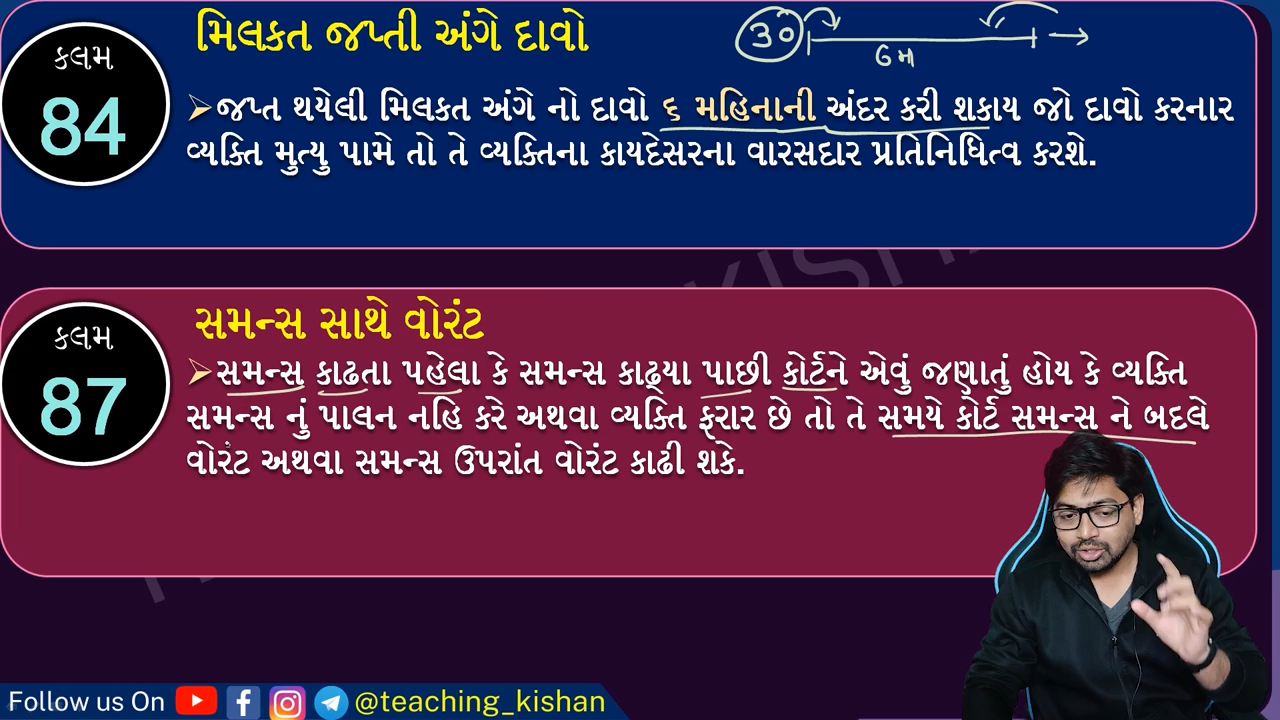 કલમ
84
મિલકત જપ્તી અંગે દાવો
30
6 મા
➢જપ્ત થયેલી મિલકત અંગે નો દાવો ૬ મહિનાની અંદર કરી શકાય જો દાવો કરનાર
વ્યક્તિ મુત્યુ પામે તો તે વ્યક્તિના કાયદેસરના વારસદાર પ્રતિનિધિત્વ કરશે.
કલમ
87
સમન્સ સાથે વોરંટ
➢સમન્સ કાઢતા પહેલા કે સમન્સ કાઢ્યા પાછી કોર્ટને એવું જણાતું હોય કે વ્યક્તિ
સમન્સ નું પાલન નહિ કરે અથવા વ્યક્તિ ફરાર છે તો તે સમયે કોર્ટ સમન્સ ને બદલે
વોરંટ અથવા સમન્સ ઉપરાંત વોરંટ કાઢી શકે.
Follow us On @teaching_kishan